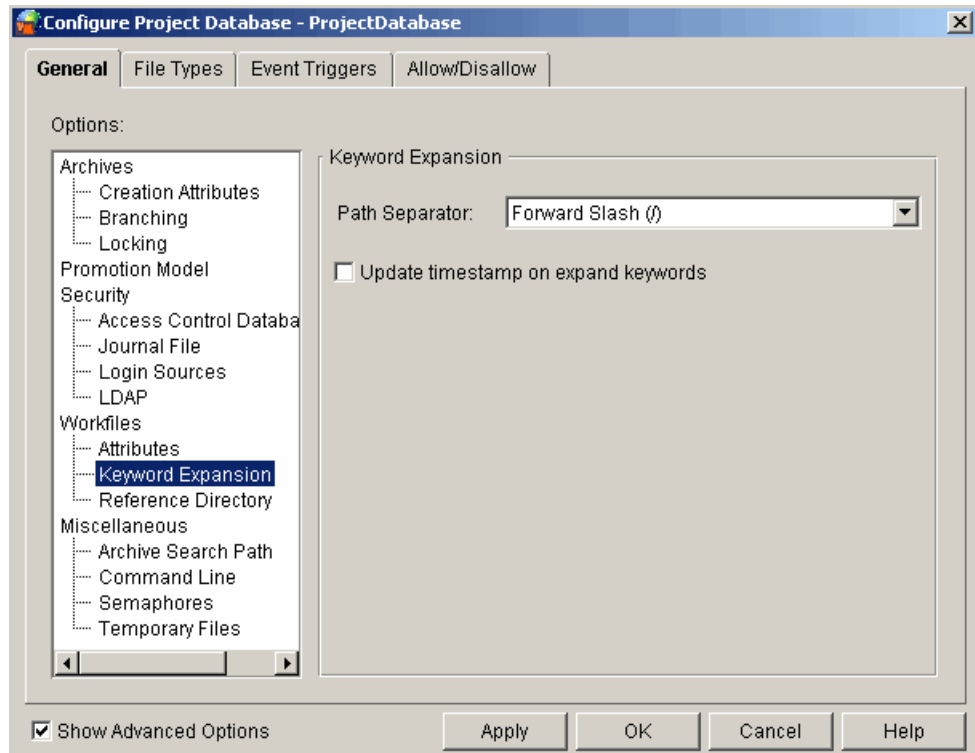 Configure Project Database - ProjectDatabase
General File Types Event Triggers Allow/Disallow
Options:
Archives
Creation Attributes
Branching
Locking
Promotion Model
Security
Access Control Databa
Journal File
Login Sources
LDAP
Workfiles
Attributes
Keyword Expansion
Reference Directory
Miscellaneous
Archive Search Path
Command Line
Semaphores
Temporary Files
Keyword Expansion
Path Separator: Forward Slash (/)
Update timestamp on expand keywords
Show Advanced Options Apply OK Cancel Help